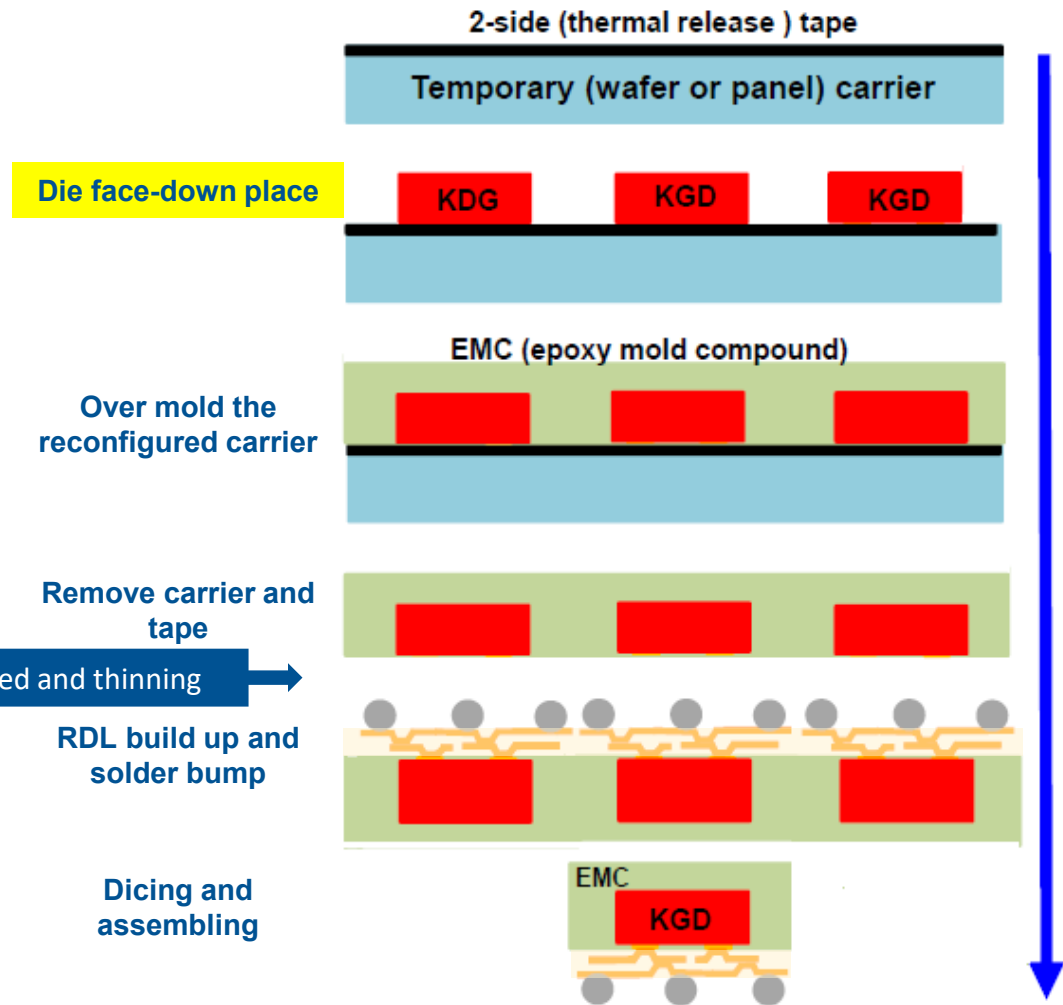 2-side (thermal release ) tape
Temporary (wafer or panel) carrier
Die face-down place
KDG
KGD
KGD
EMC (epoxy mold compound)
Over mold the
reconfigured carrier
Remove carrier and
tape
ed and thinning
RDL build up and
solder bump
Dicing and
assembling
EMC
KGD